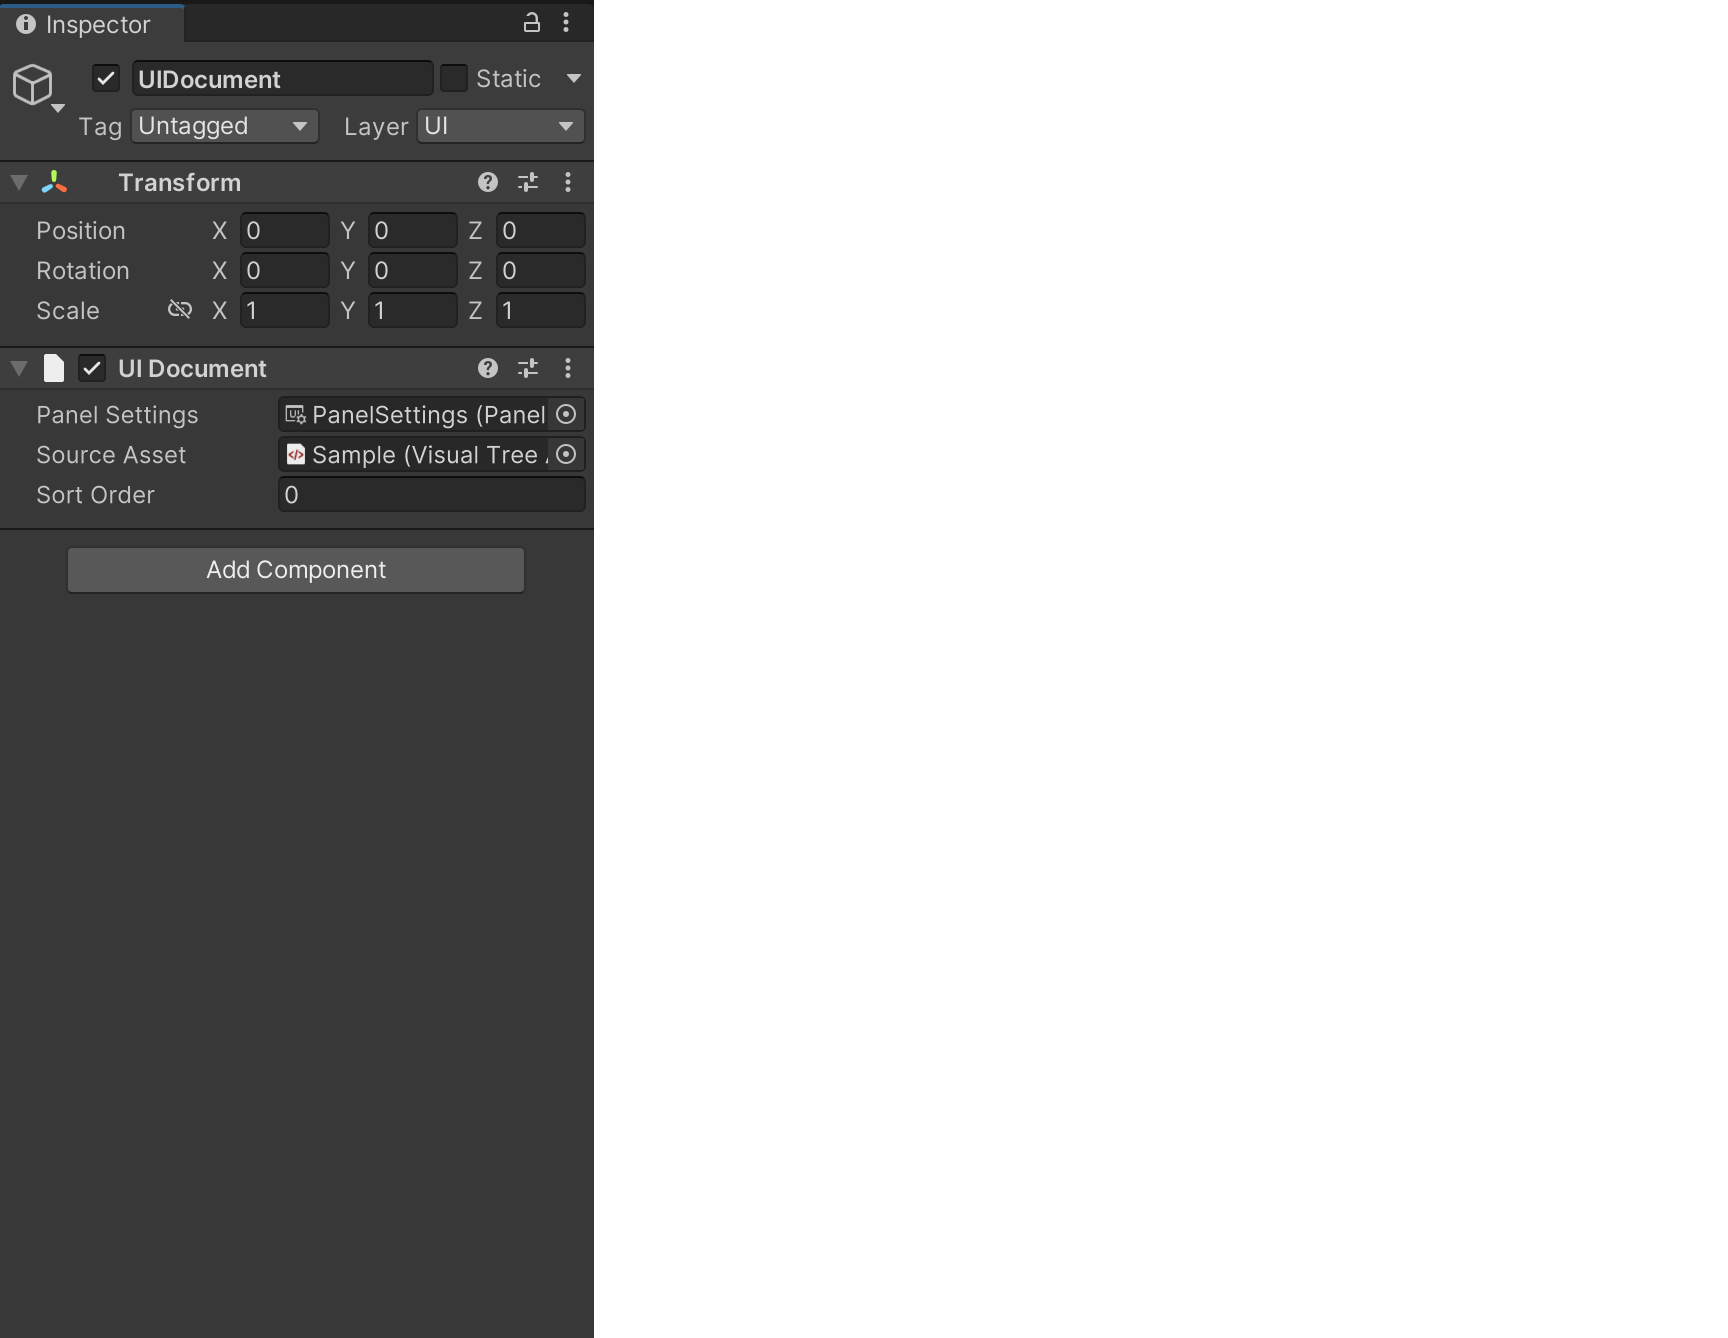 Inspector
UIDocument Static
Tag Untagged Layer UI
Transform
Position X 0 Y 0 Z 0
Rotation X 0 Y 0 Z 0
Scale X 1 Y 1 Z 1
UI Document
Panel Settings PanelSettings (Panel
Source Asset Sample (Visual Tree
Sort Order 0
Add Component